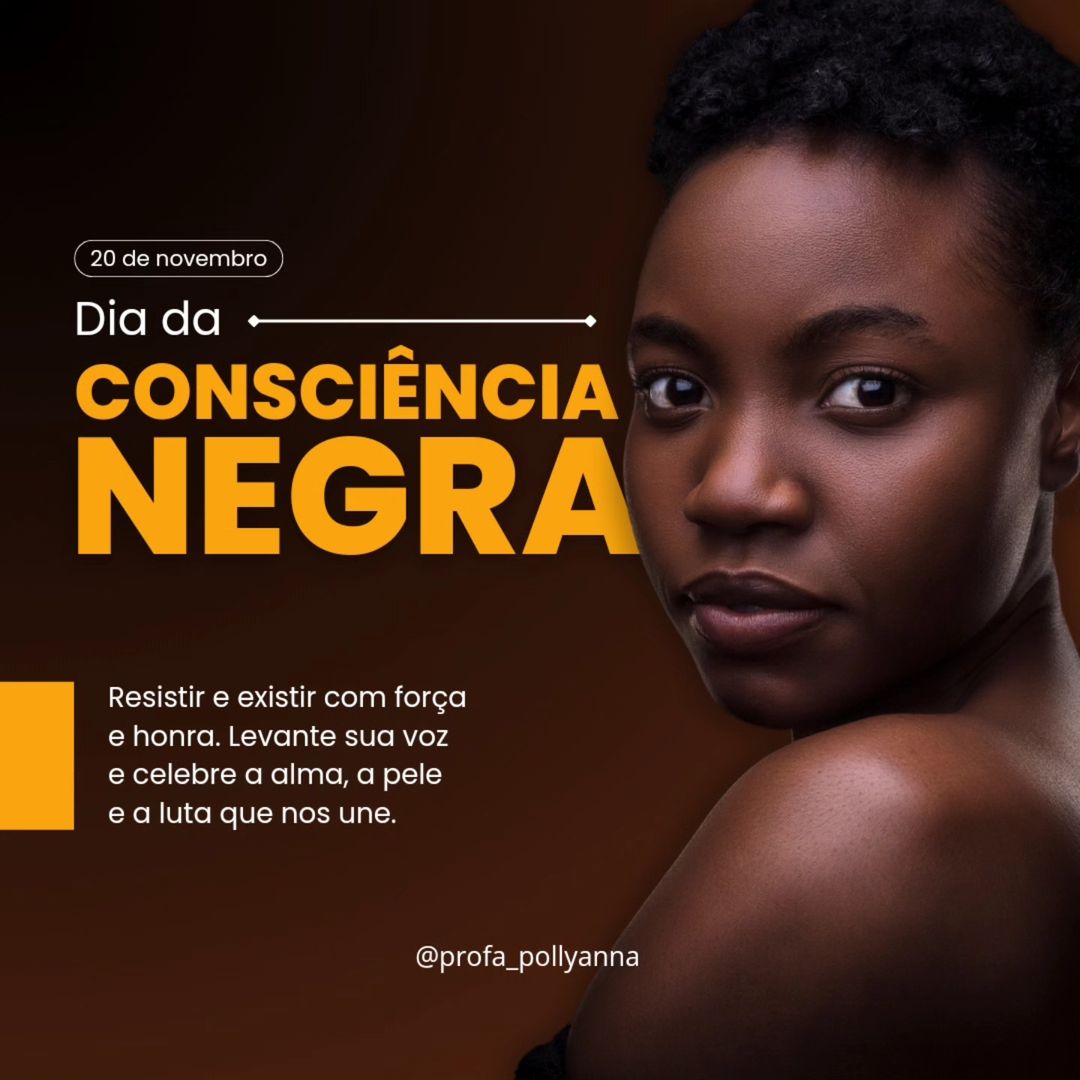 20 de novembro
Dia da
CONSCIÊNCIA
NEGRA
Resistir e existir com força
e honra. Levante sua voz
e celebre a alma, a pele
e a luta que nos une.
@profa_pollyanna